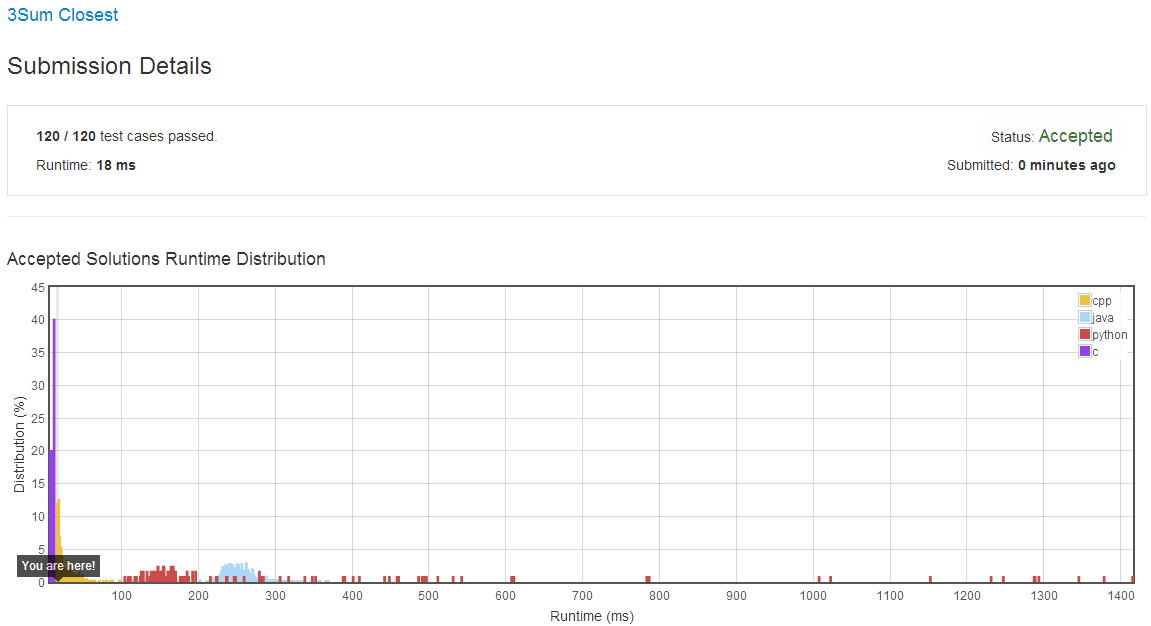 3Sum Closest
Submission Details
120 / 120 test cases passed.
Status: Accepted
Runtime: 18 ms
Submitted: 0 minutes ago
Accepted Solutions Runtime Distribution
45
40
35
30
25
20
15
10
5
0
Distribution (%)
cpp
java
python
c
You are here!
100 200 300 400 500 600 700 800 900 1000 1100 1200 1300 1400
Runtime (ms)